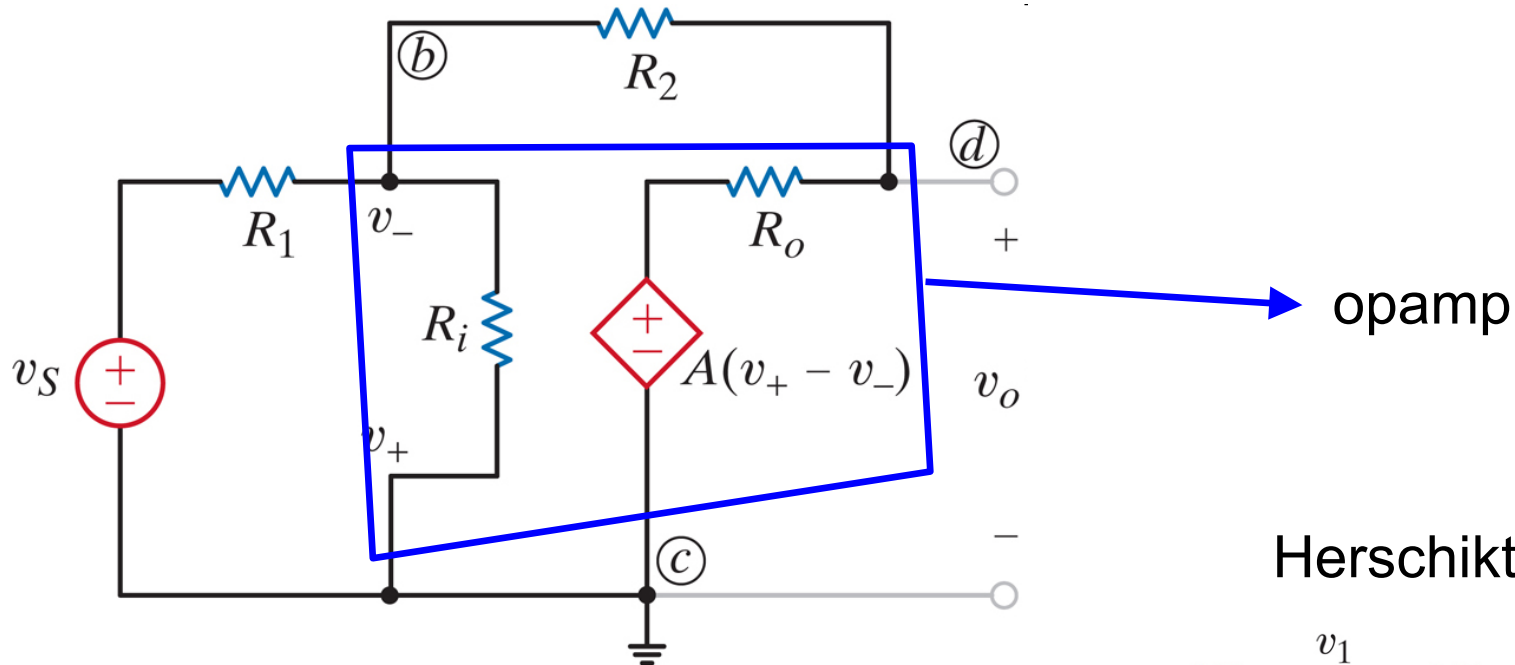 b
R2
d
v−
R1
Ro
+
Ri
+
−
opamp
vS
+
−
A(v+ − v−)
vo
v+
−
c
Herschikt
v1